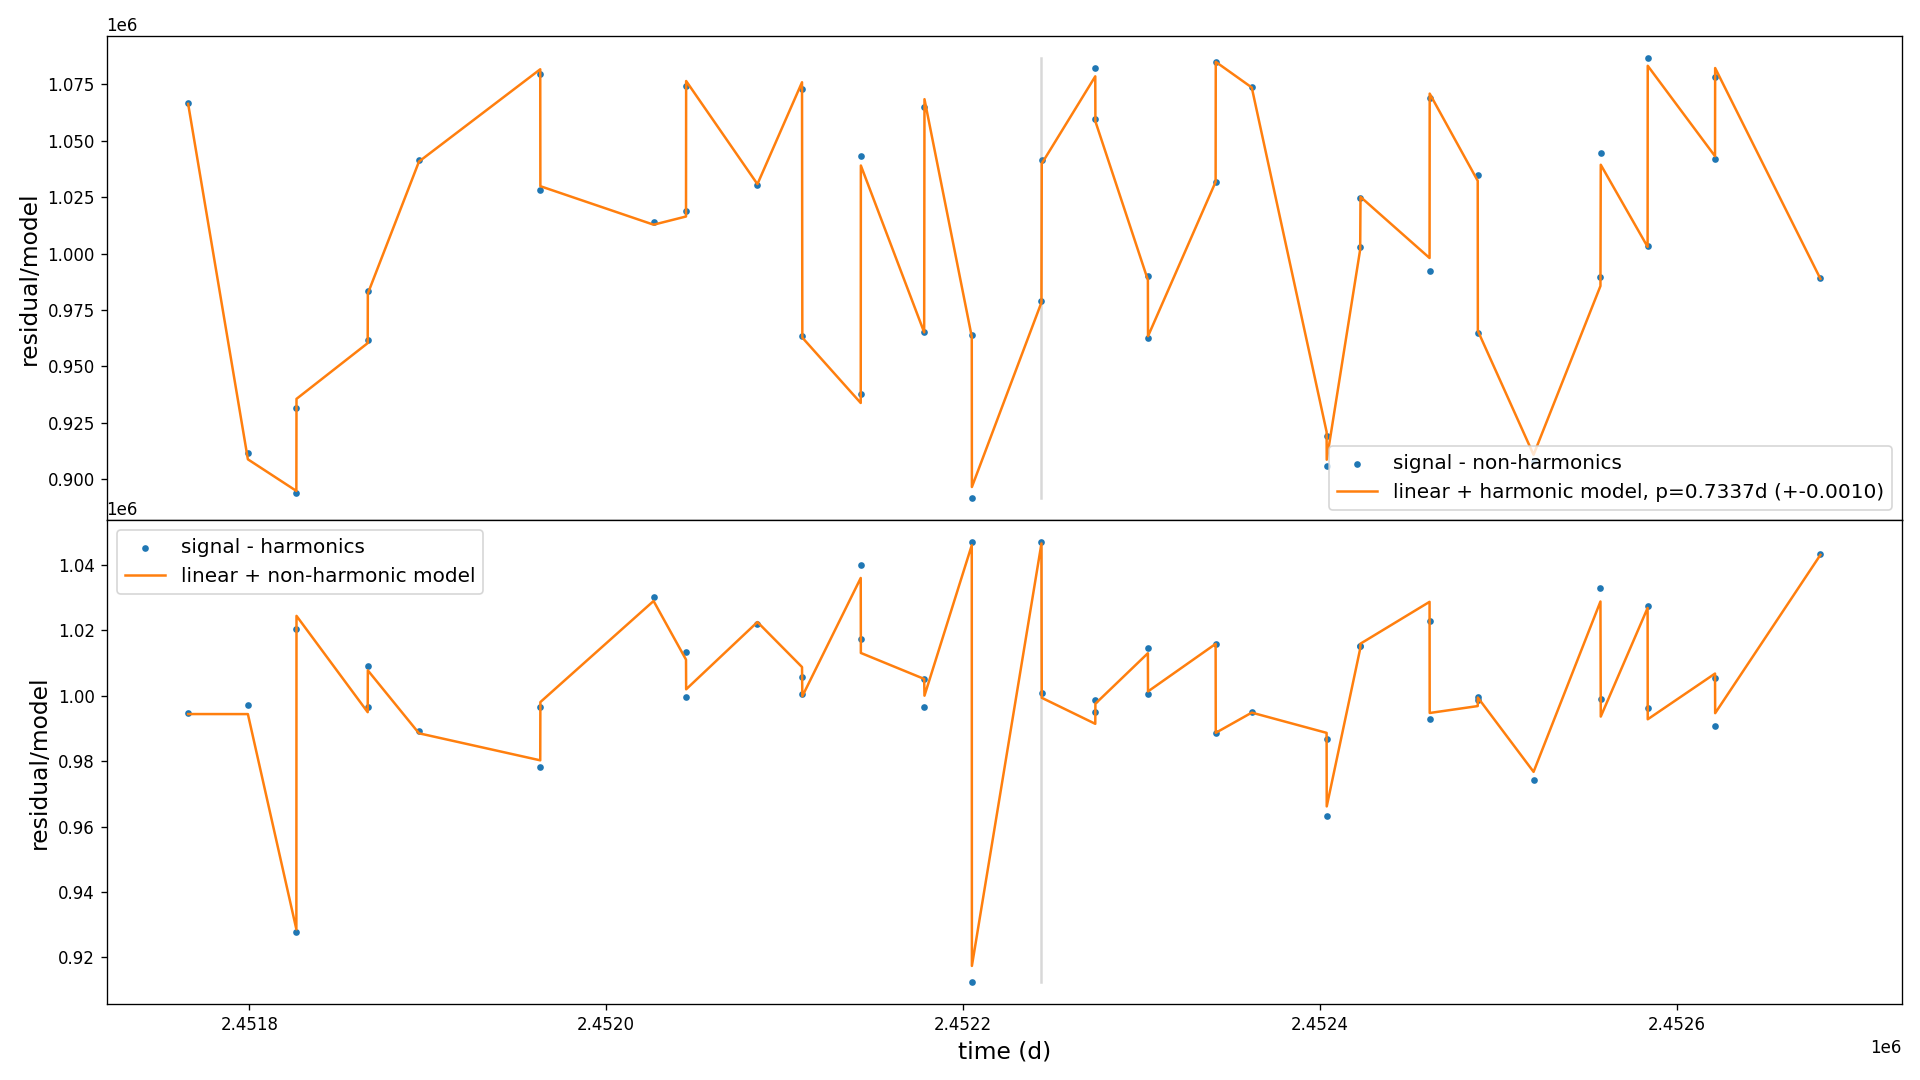 1e6
1.075
1.050
1.025
1.000
0.975
0.950
0.925
0.900
residual/model
signal - non-harmonics
linear + harmonic model, p=0.7337d (+-0.0010)
1e6
signal - harmonics
linear + non-harmonic model
1.04
1.02
1.00
0.98
0.96
0.94
0.92
residual/model
2.4518
2.4520
2.4522
2.4524
2.4526
1e6
time (d)